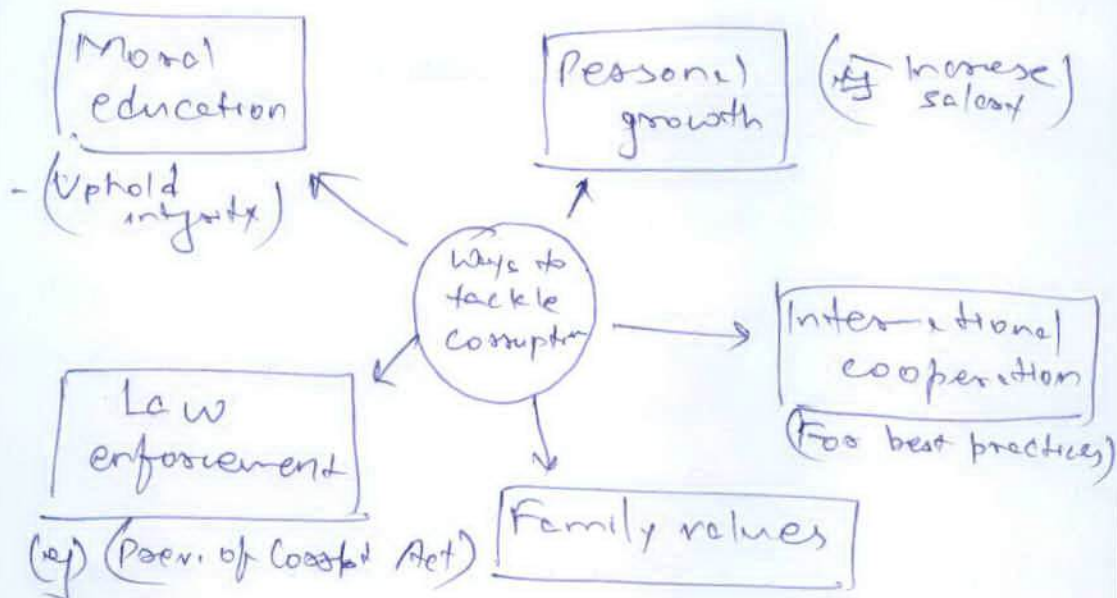 Moral
education
- (Uphold
integrity)
Personal
growth
(eg Increase
salary)
Ways to
tackle
corruption
International
cooperation
(For best practices)
Law
enforcement
(eg) (Prev. of Corrptn Act)
Family values